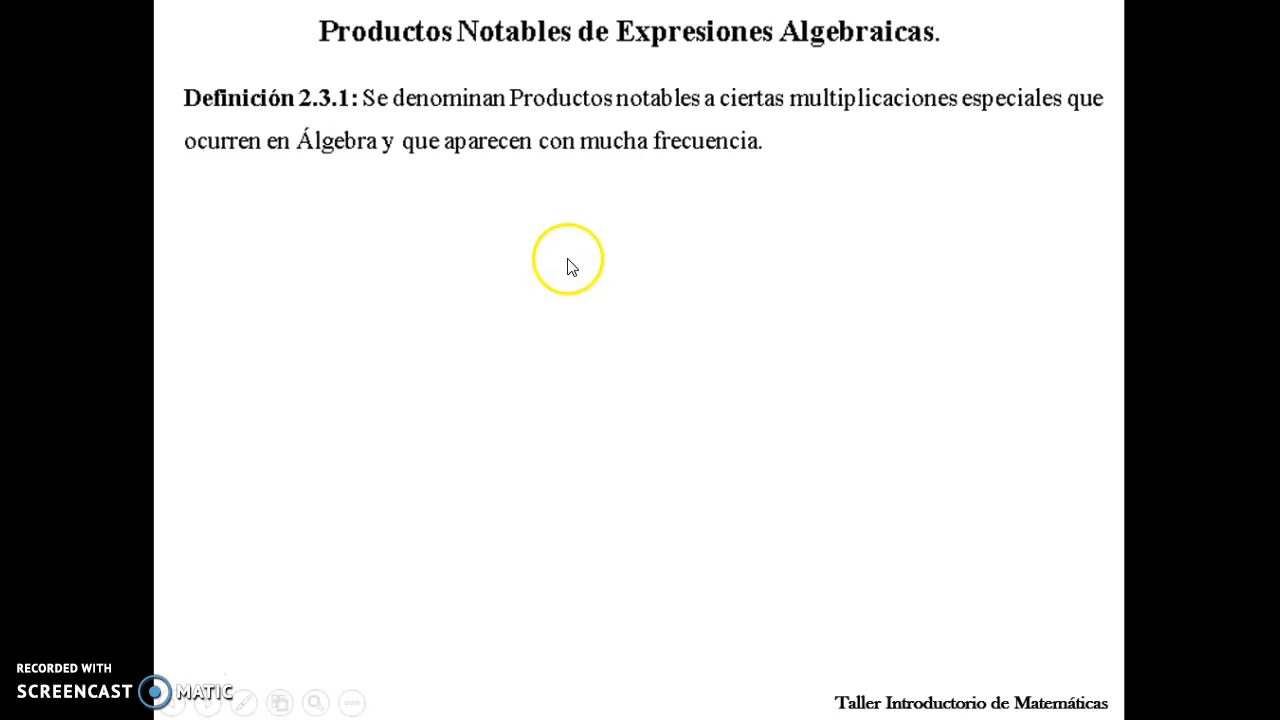 Productos Notables de Expresiones Algebraicas.
Definición 2.3.1: Se denominan Productos notables a ciertas multiplicaciones especiales que
ocurren en Álgebra y que aparecen con mucha frecuencia.
RECORDED WITH
SCREENCAST MATIC
Taller Introductorio de Matemáticas